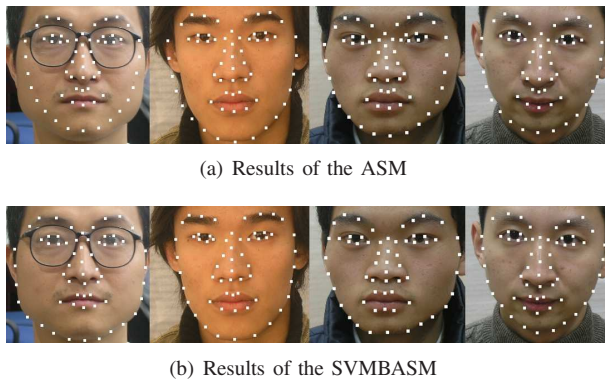 (a) Results of the ASM
(b) Results of the SVMBASM